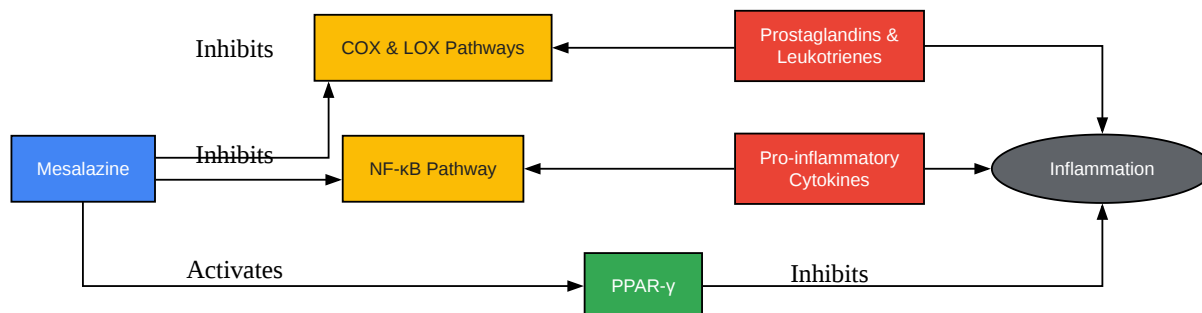 Inhibits
COX & LOX Pathways
Prostaglandins &
Leukotrienes
Mesalazine
Inhibits
NF-κB Pathway
Pro-inflammatory
Cytokines
Inflammation
Activates
PPAR-γ
Inhibits